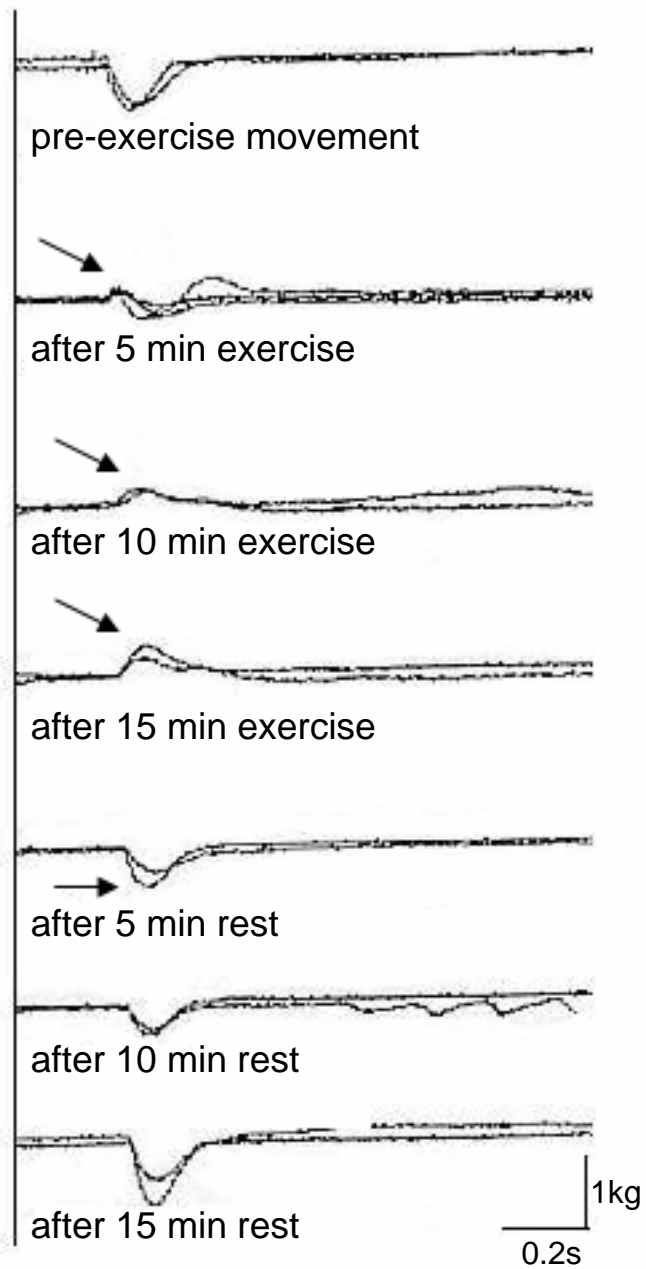 pre-exercise movement
after 5 min exercise
after 10 min exercise
after 15 min exercise
after 5 min rest
after 10 min rest
after 15 min rest
1kg
0.2s